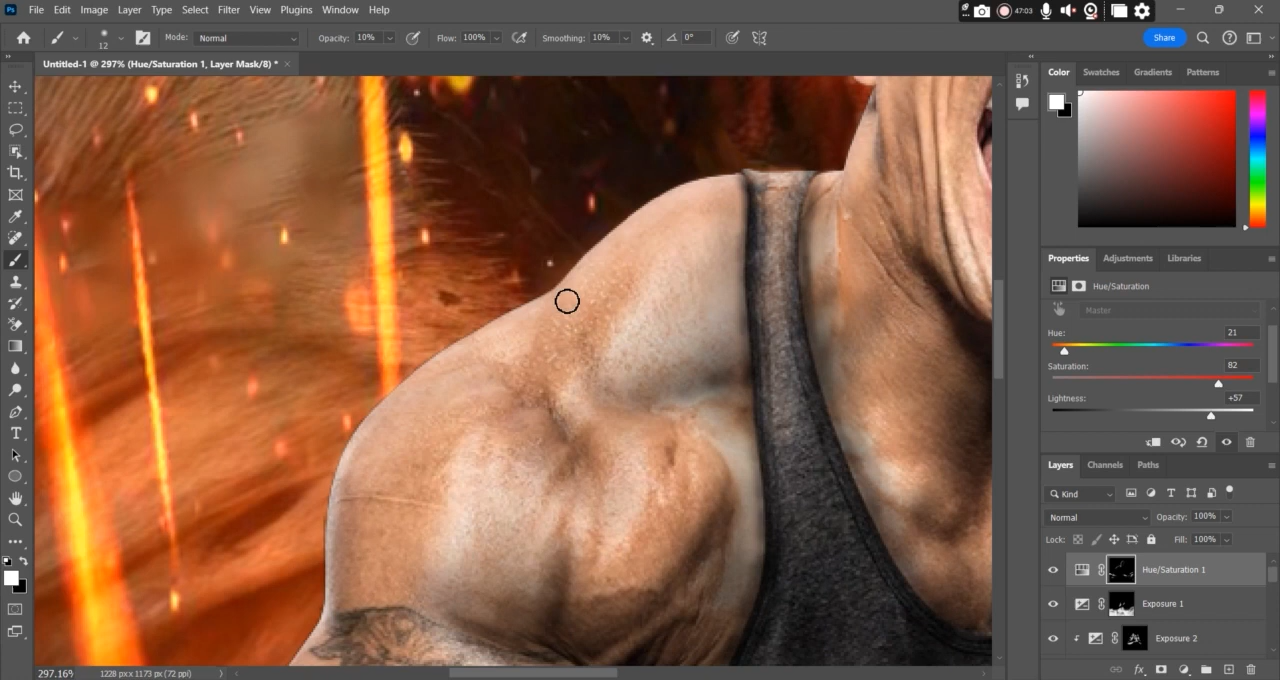 Ps File Edit Image Layer Type Select Filter View Plugins Window Help
47:03
12 Mode: Normal Opacity: 10% Flow: 100% Smoothing: 10% 0° Share
Untitled-1 @ 297% (Hue/Saturation 1, Layer Mask/8) *
Color Swatches Gradients Patterns
Properties Adjustments Libraries
Hue/Saturation
Master
Hue: 21
Saturation: 82
Lightness: +57
Layers Channels Paths
Kind
Normal Opacity: 100%
Lock: Fill: 100%
Hue/Saturation 1
Exposure 1
Exposure 2
297.16% 1228 px x 1173 px (72 ppi)
fx